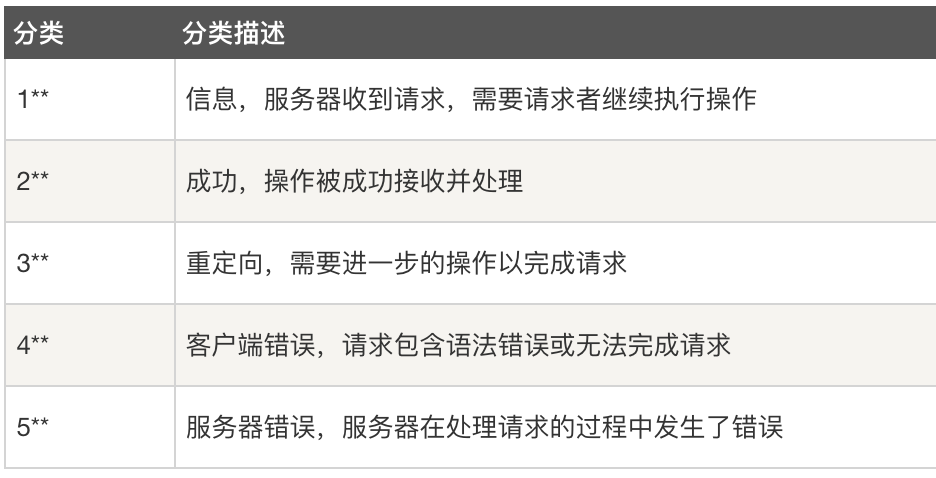 分类 分类描述
1** 信息，服务器收到请求，需要请求者继续执行操作
2** 成功，操作被成功接收并处理
3** 重定向，需要进一步的操作以完成请求
4** 客户端错误，请求包含语法错误或无法完成请求
5** 服务器错误，服务器在处理请求的过程中发生了错误